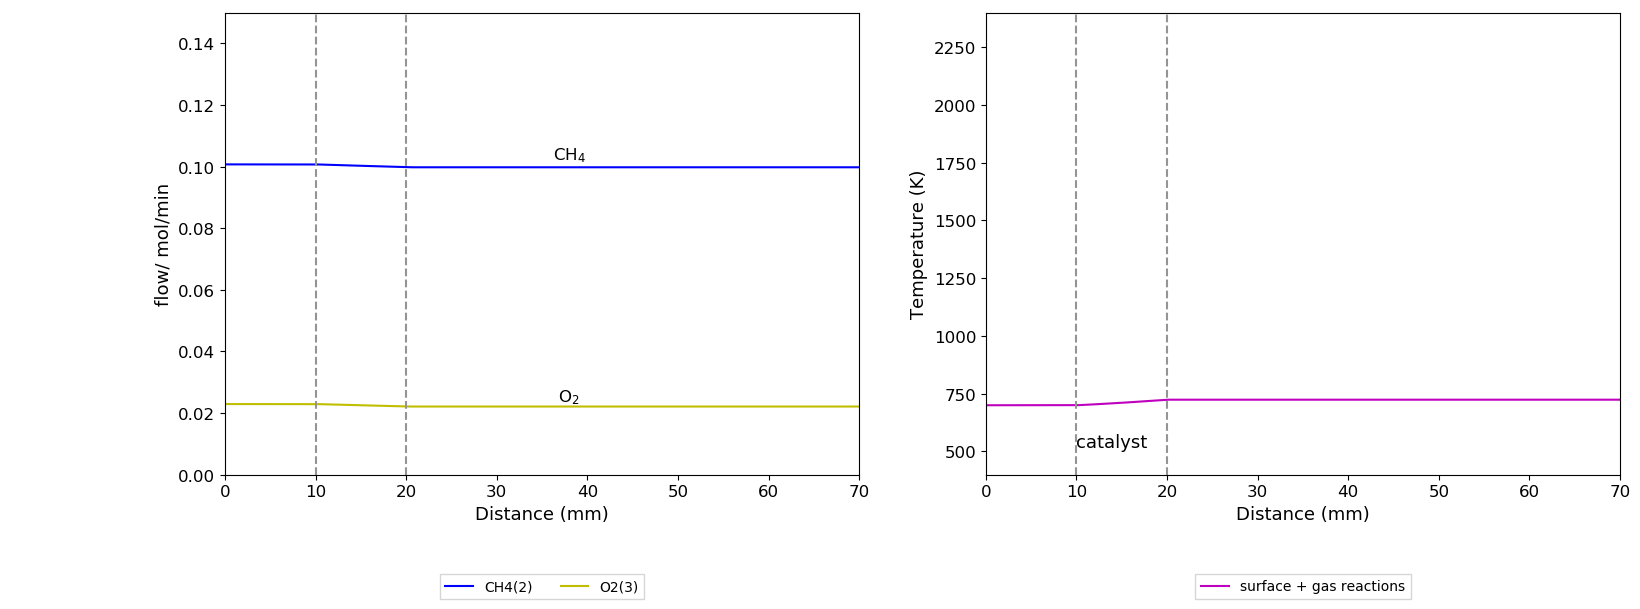 0.14
0.12
0.10
0.08
0.06
0.04
0.02
0.00
flow/ mol/min
CH₄
O₂
0 10 20 30 40 50 60 70
Distance (mm)
CH4(2) O2(3)
2250
2000
1750
1500
1250
1000
750
500
Temperature (K)
catalyst
0 10 20 30 40 50 60 70
Distance (mm)
surface + gas reactions